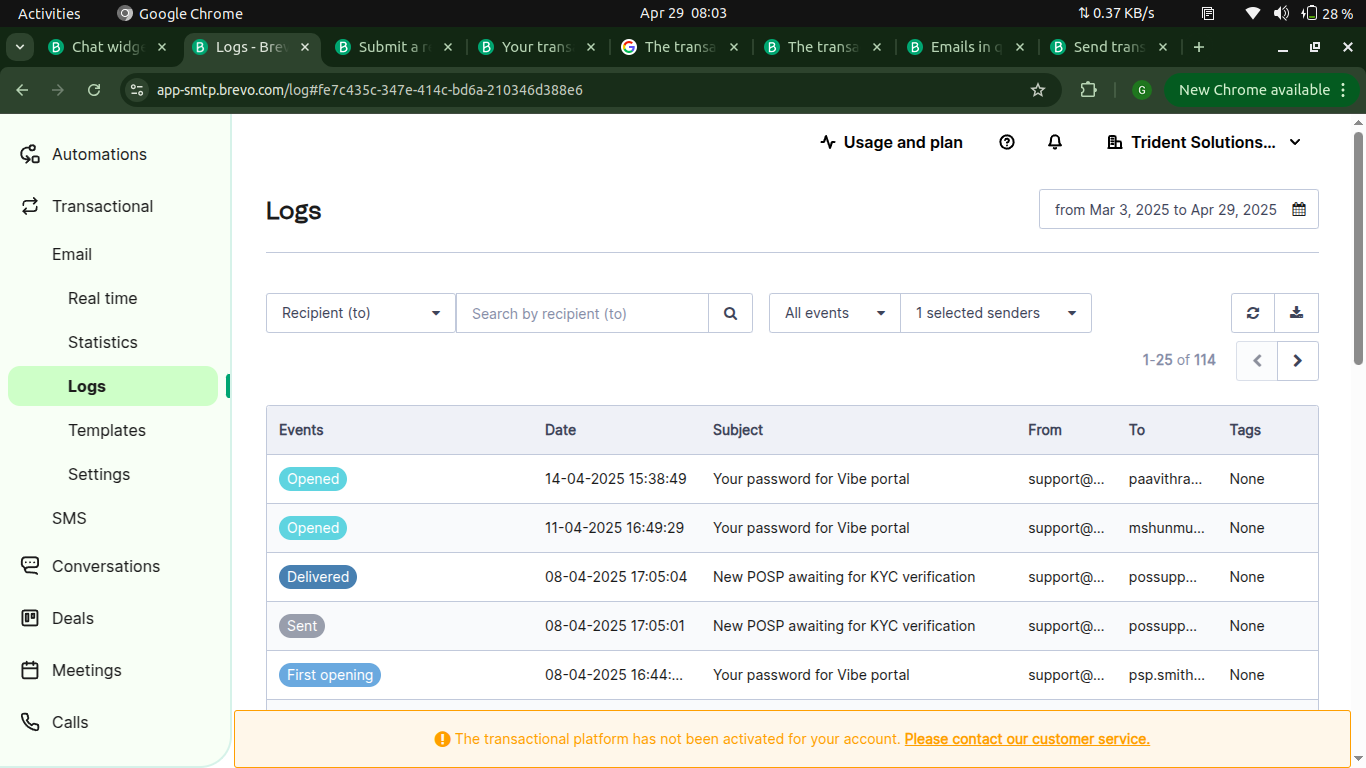 Activities Google Chrome Apr 29 08:03 0.37 KB/s 28 %
Chat widg Logs - Brev Submit a r Your trans The transa The transa Emails in q Send trans
app-smtp.brevo.com/log#fe7c435c-347e-414c-bd6a-210346d388e6 G New Chrome available
Automations
Transactional
Email
Real time
Statistics
Logs
Templates
Settings
SMS
Conversations
Deals
Meetings
Calls
Usage and plan Trident Solutions...
Logs from Mar 3, 2025 to Apr 29, 2025
Recipient (to) Search by recipient (to) All events 1 selected senders
1-25 of 114
Events Date Subject From To Tags
Opened 14-04-2025 15:38:49 Your password for Vibe portal support@... paavithra... None
Opened 11-04-2025 16:49:29 Your password for Vibe portal support@... mshunmu... None
Delivered 08-04-2025 17:05:04 New POSP awaiting for KYC verification support@... possupp... None
Sent 08-04-2025 17:05:01 New POSP awaiting for KYC verification support@... possupp... None
First opening 08-04-2025 16:44:... Your password for Vibe portal support@... psp.smith... None
The transactional platform has not been activated for your account. Please contact our customer service.